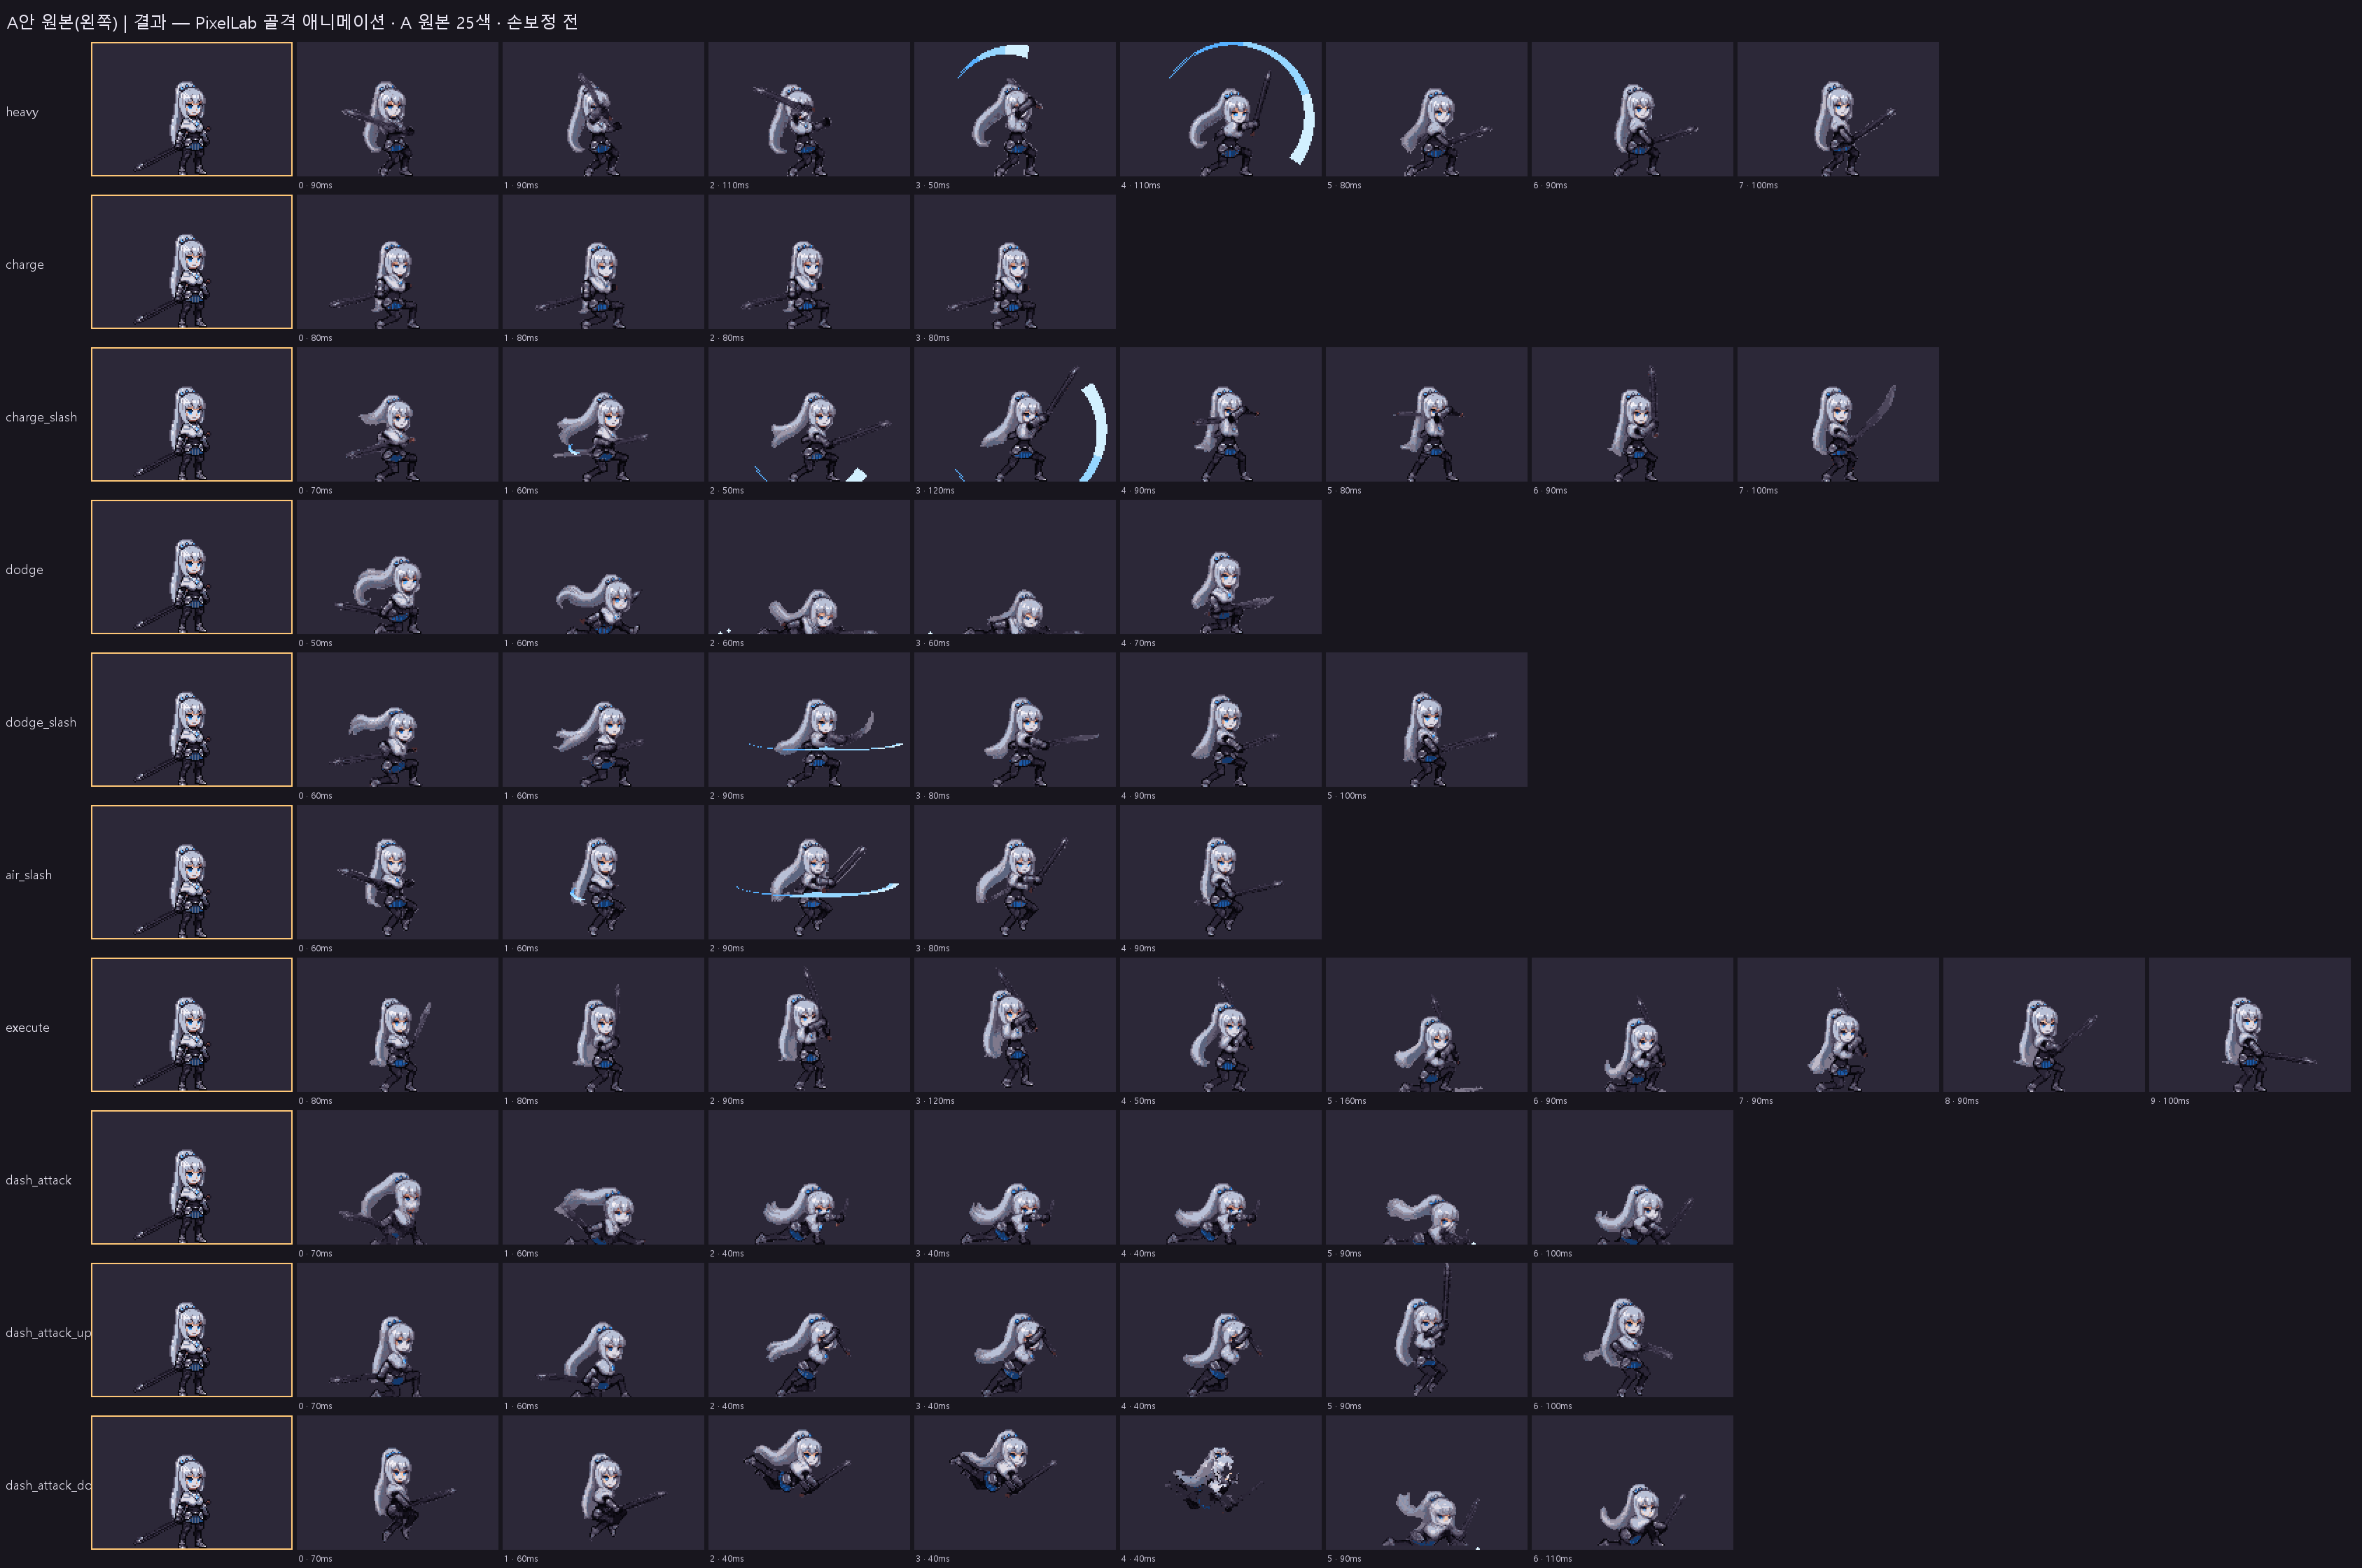 A안 원본(왼쪽) | 결과 — PixelLab 골격 애니메이션 · A 원본 25색 · 손보정 전
heavy
0 · 90ms 1 · 90ms 2 · 110ms 3 · 50ms 4 · 110ms 5 · 80ms 6 · 90ms 7 · 100ms
charge
0 · 80ms 1 · 80ms 2 · 80ms 3 · 80ms
charge_slash
0 · 70ms 1 · 60ms 2 · 50ms 3 · 120ms 4 · 90ms 5 · 80ms 6 · 90ms 7 · 100ms
dodge
0 · 50ms 1 · 60ms 2 · 60ms 3 · 60ms 4 · 70ms
dodge_slash
0 · 60ms 1 · 60ms 2 · 90ms 3 · 80ms 4 · 90ms 5 · 100ms
air_slash
0 · 60ms 1 · 60ms 2 · 90ms 3 · 80ms 4 · 90ms
execute
0 · 80ms 1 · 80ms 2 · 90ms 3 · 120ms 4 · 50ms 5 · 160ms 6 · 90ms 7 · 90ms 8 · 90ms 9 · 100ms
dash_attack
0 · 70ms 1 · 60ms 2 · 40ms 3 · 40ms 4 · 40ms 5 · 90ms 6 · 100ms
dash_attack_up
0 · 70ms 1 · 60ms 2 · 40ms 3 · 40ms 4 · 40ms 5 · 90ms 6 · 100ms
dash_attack_do
0 · 70ms 1 · 60ms 2 · 40ms 3 · 40ms 4 · 40ms 5 · 90ms 6 · 110ms